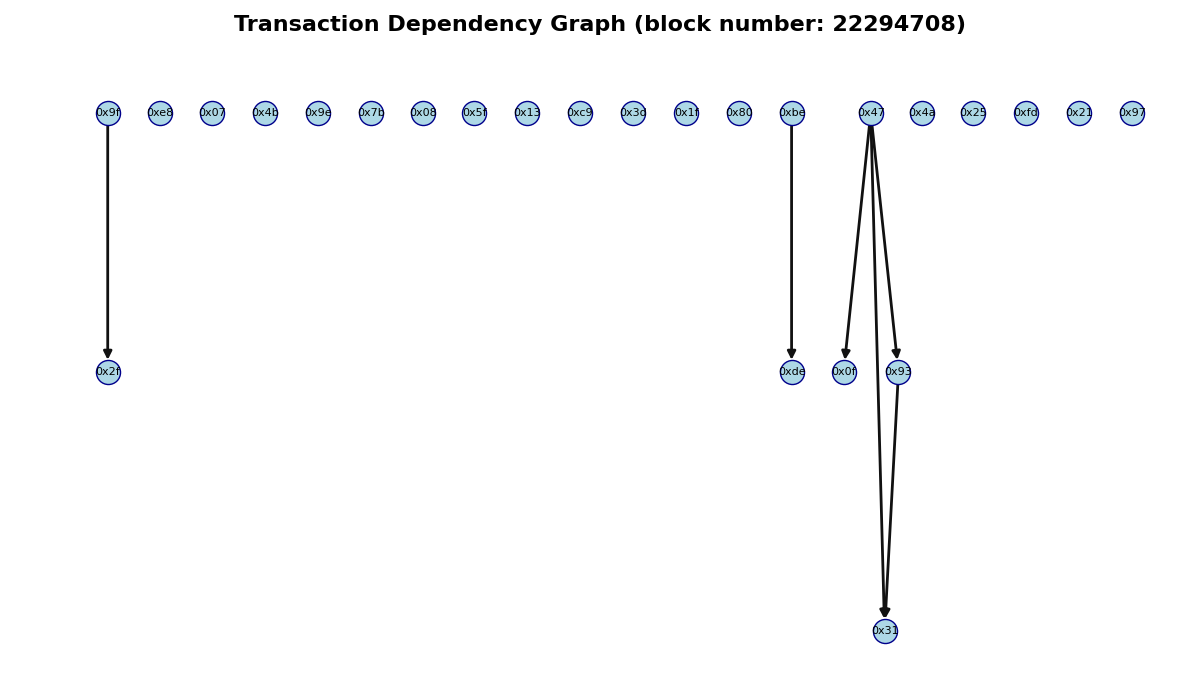 Transaction Dependency Graph (block number: 22294708)
0x9f 0xe8 0x07 0x4b 0x9e 0x7b 0x08 0x5f 0x13 0xc9 0x3d 0x1f 0x80 0xbe 0x47 0x4a 0x25 0xfd 0x21 0x97
0x2f 0xde 0x0f 0x93
0x31